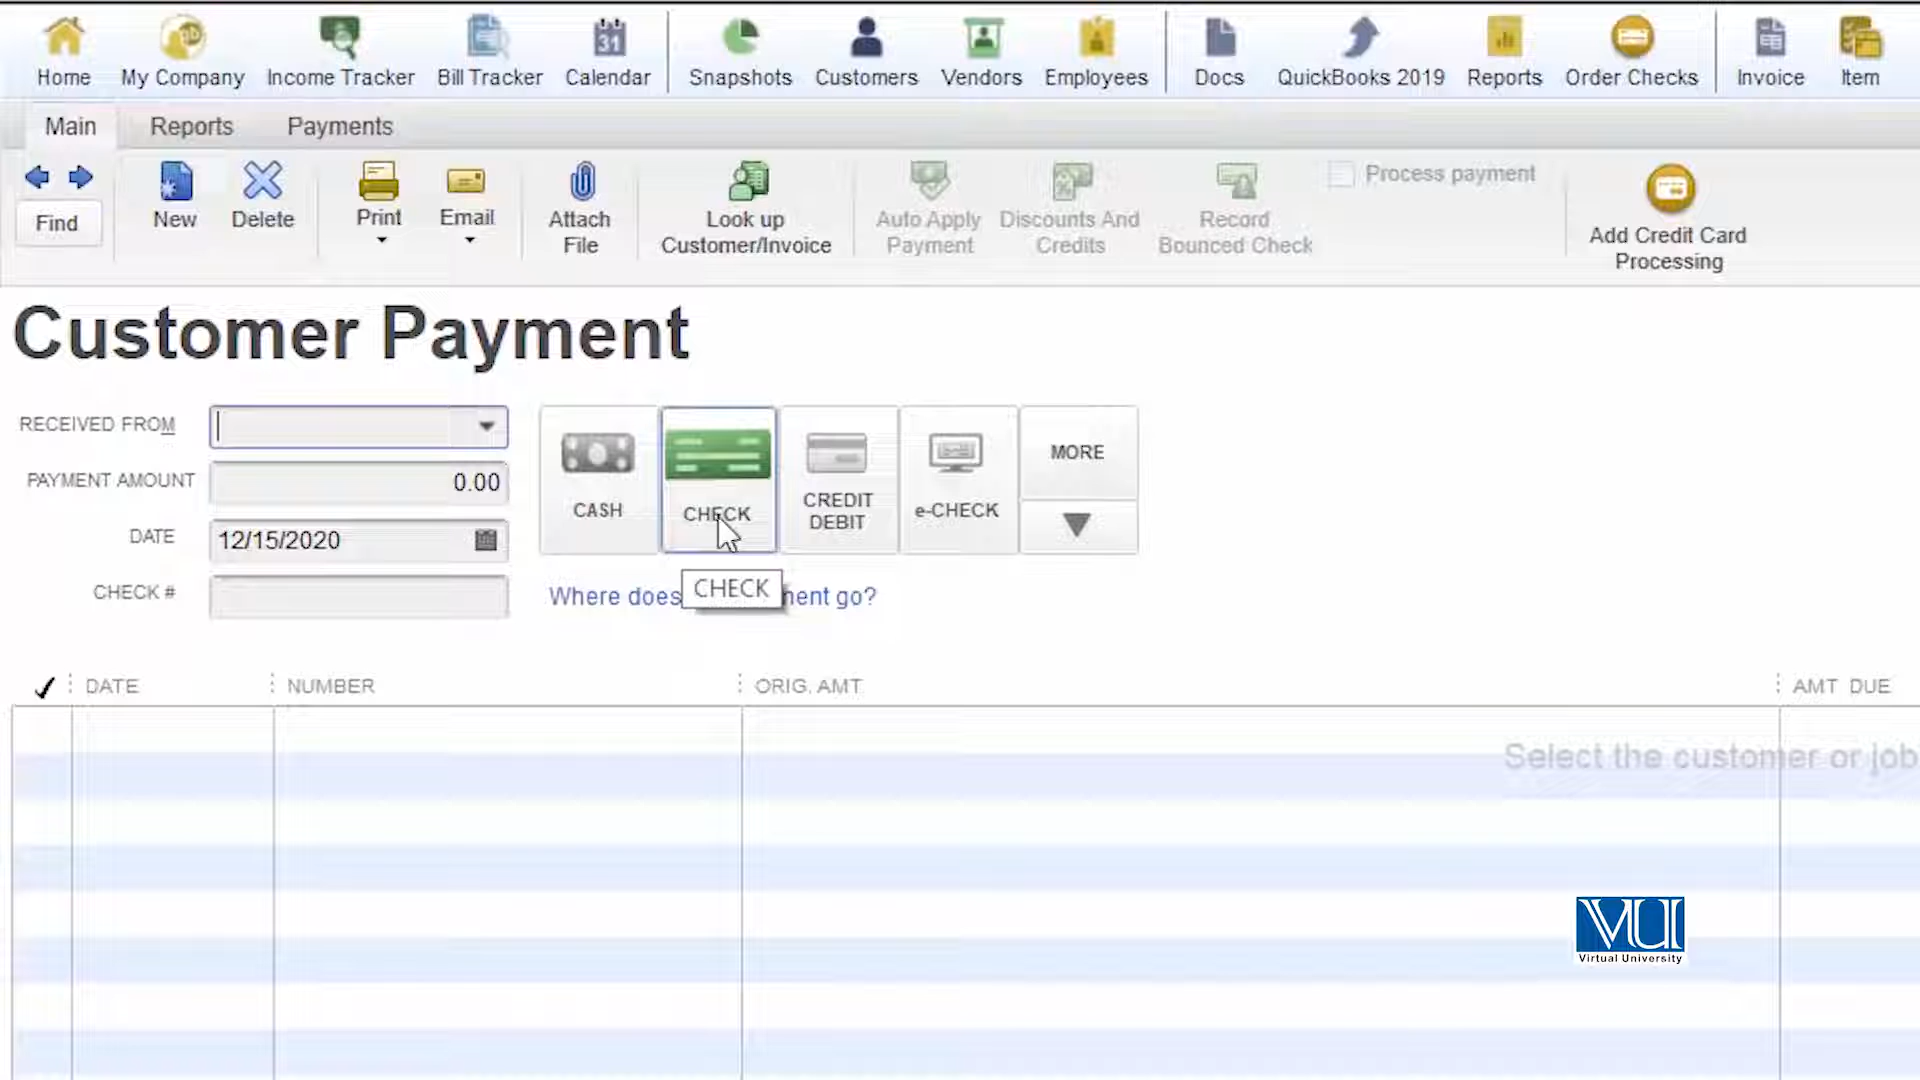 Home My Company Income Tracker Bill Tracker Calendar Snapshots Customers Vendors Employees Docs QuickBooks 2019 Reports Order Checks Invoice Item
31
Main Reports Payments
Find
New Delete Print Email Attach File Look up Customer/Invoice Auto Apply Payment Discounts And Credits Record Bounced Check
Process payment
Add Credit Card Processing
Customer Payment
RECEIVED FROM
PAYMENT AMOUNT 0.00
DATE 12/15/2020
CHECK #
CASH CHECK CREDIT DEBIT e-CHECK MORE
Where does
CHECK
go?
DATE NUMBER ORIG. AMT AMT DUE
Select the customer or job
VU
Virtual University